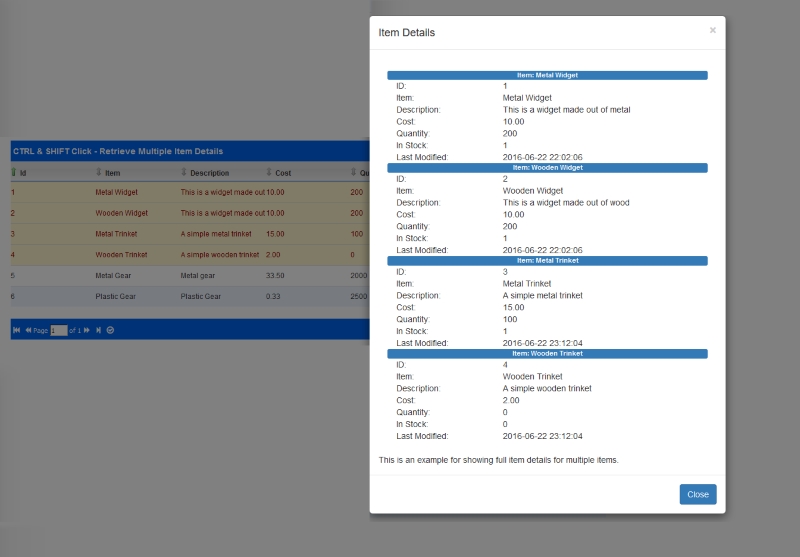 Item Details ×
Item: Metal Widget
ID: 1
Item: Metal Widget
Description: This is a widget made out of metal
Cost: 10.00
Quantity: 200
In Stock: 1
Last Modified: 2016-06-22 22:02:06
Item: Wooden Widget
ID: 2
Item: Wooden Widget
Description: This is a widget made out of wood
Cost: 10.00
Quantity: 200
In Stock: 1
Last Modified: 2016-06-22 22:02:06
Item: Metal Trinket
ID: 3
Item: Metal Trinket
Description: A simple metal trinket
Cost: 15.00
Quantity: 100
In Stock: 1
Last Modified: 2016-06-22 23:12:04
Item: Wooden Trinket
ID: 4
Item: Wooden Trinket
Description: A simple wooden trinket
Cost: 2.00
Quantity: 0
In Stock: 0
Last Modified: 2016-06-22 23:12:04
This is an example for showing full item details for multiple items.
Close
CTRL & SHIFT Click - Retrieve Multiple Item Details
Id Item Description Cost Qu
1 Metal Widget This is a widget made out 10.00 200
2 Wooden Widget This is a widget made out 10.00 200
3 Metal Trinket A simple metal trinket 15.00 100
4 Wooden Trinket A simple wooden trinket 2.00 0
5 Metal Gear Metal gear 33.50 2000
6 Plastic Gear Plastic Gear 0.33 2500
Page 1 of 1